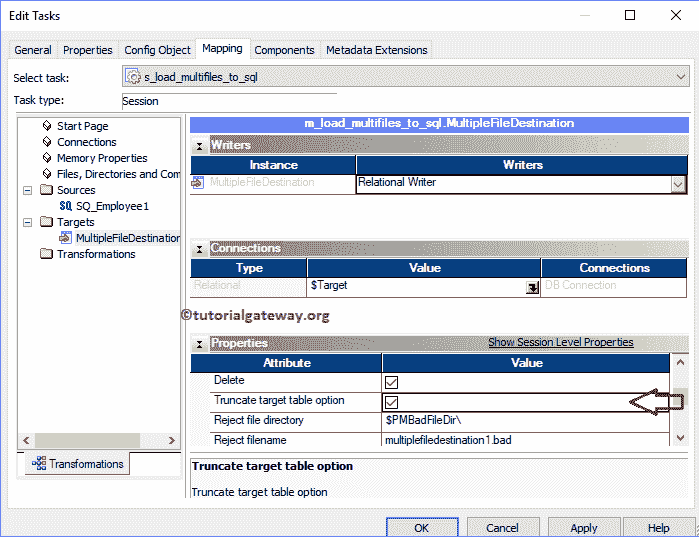 Edit Tasks
General Properties Config Object Mapping Components Metadata Extensions
Select task: s_load_multifiles_to_sql
Task type: Session
Start Page
Connections
Memory Properties
Files, Directories and Com
Sources
SQ_Employee1
Targets
MultipleFileDestination
Transformations
Transformations
m_load_multifiles_to_sql.MultipleFileDestination
Writers
Instance Writers
MultipleFileDestination Relational Writer
Connections
Type Value Connections
Relational $Target DB Connection
©tutorialgateway.org
Properties Show Session Level Properties
Attribute Value
Delete
Truncate target table option
Reject file directory $PMBadFileDir\
Reject filename multiplefiledestination1.bad
Truncate target table option
Truncate target table option
OK Cancel Apply Help